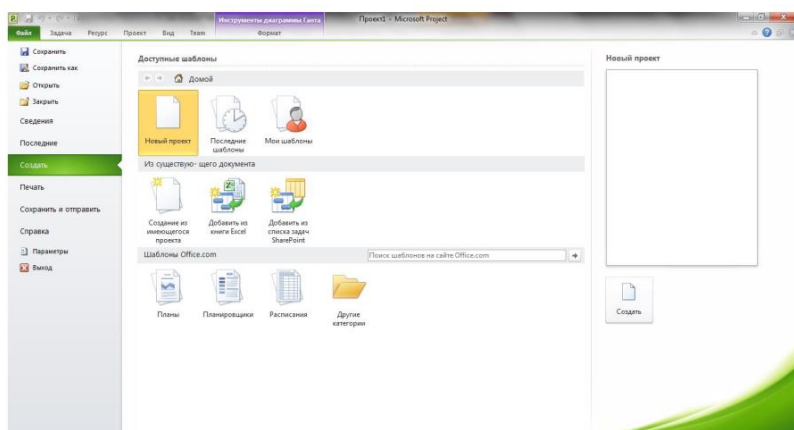 Инструменты диаграммы Ганта
Проект1 - Microsoft Project
Файл Задача Ресурс Проект Вид Team Формат
Сохранить
Сохранить как
Открыть
Закрыть
Сведения
Последние
Создать
Печать
Сохранить и отправить
Справка
Параметры
Выход
Доступные шаблоны
Домой
Новый проект
Последние
шаблоны
Мои шаблоны
Из существую- щего документа
Создание из
имеющегося
проекта
Добавить из
книги Excel
Добавить из
списка задач
SharePoint
Шаблоны Office.com
Поиск шаблонов на сайте Office.com
Планы
Планировщики
Расписания
Другие
категории
Новый проект
Создать